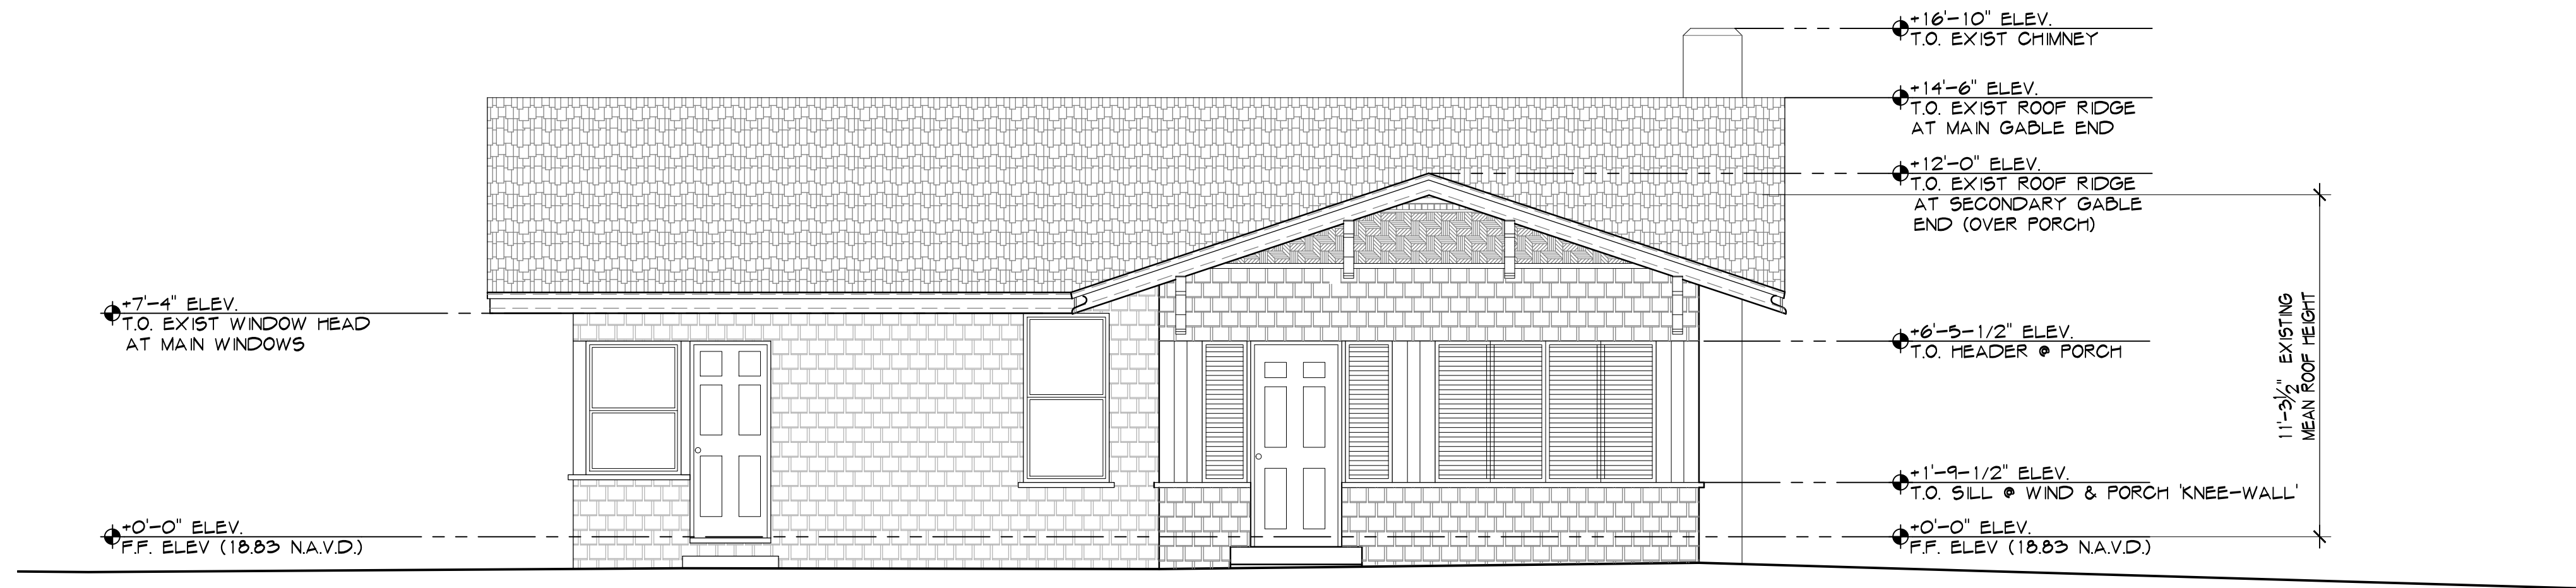 +16'-10" ELEV.
T.O. EXIST CHIMNEY
+14'-6" ELEV.
T.O. EXIST ROOF RIDGE
AT MAIN GABLE END
+12'-0" ELEV.
T.O. EXIST ROOF RIDGE
AT SECONDARY GABLE
END (OVER PORCH)
+7'-4" ELEV.
T.O. EXIST WINDOW HEAD
AT MAIN WINDOWS
+6'-5-1/2" ELEV.
T.O. HEADER @ PORCH
11'-3½" EXISTING
MEAN ROOF HEIGHT
+1'-9-1/2" ELEV.
T.O. SILL @ WIND & PORCH 'KNEE-WALL'
+0'-0" ELEV.
F.F. ELEV (18.83 N.A.V.D.)
+0'-0" ELEV.
F.F. ELEV (18.83 N.A.V.D.)